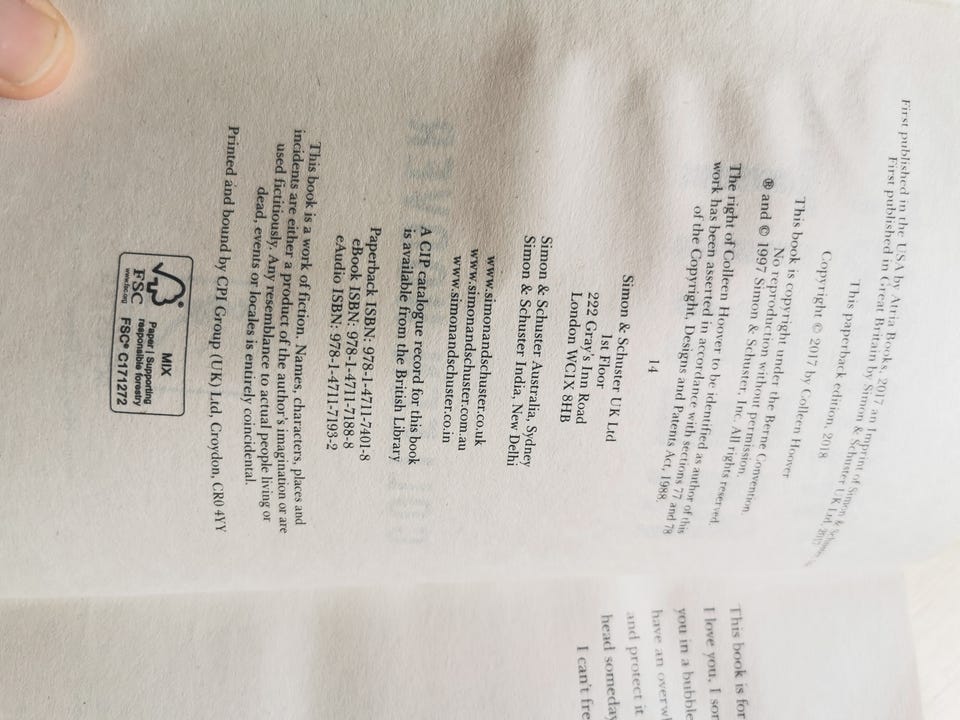 First published in the USA by Atria Books, 2017 an Imprint of Simon & Schuster
First published in Great Britain by Simon & Schuster UK Ltd, 2017
This paperback edition, 2018
Copyright © 2017 by Colleen Hoover
This book is copyright under the Berne Convention
No reproduction without permission.
® and © 1997 Simon & Schuster, Inc. All rights reserved.
The right of Colleen Hoover to be identified as author of this
work has been asserted in accordance with sections 77 and 78
of the Copyright, Designs and Patents Act, 1988.
14
Simon & Schuster UK Ltd
1st Floor
222 Gray's Inn Road
London WC1X 8HB
Simon & Schuster Australia, Sydney
Simon & Schuster India, New Delhi
www.simonandschuster.co.uk
www.simonandschuster.com.au
www.simonandschuster.co.in
A CIP catalogue record for this book
is available from the British Library
Paperback ISBN: 978-1-4711-7401-8
eBook ISBN: 978-1-4711-7188-8
eAudio ISBN: 978-1-4711-7193-2
This book is a work of fiction. Names, characters, places and
incidents are either a product of the author's imagination or are
used fictitiously. Any resemblance to actual people living or
dead, events or locales is entirely coincidental.
Printed and bound by CPI Group (UK) Ltd, Croydon, CR0 4YY
FSC
www.fsc.org
MIX
Paper | Supporting
responsible forestry
FSC® C171272
This book is for
I love you. I
you in a bubble
have an
and protect it
head someday
I can't